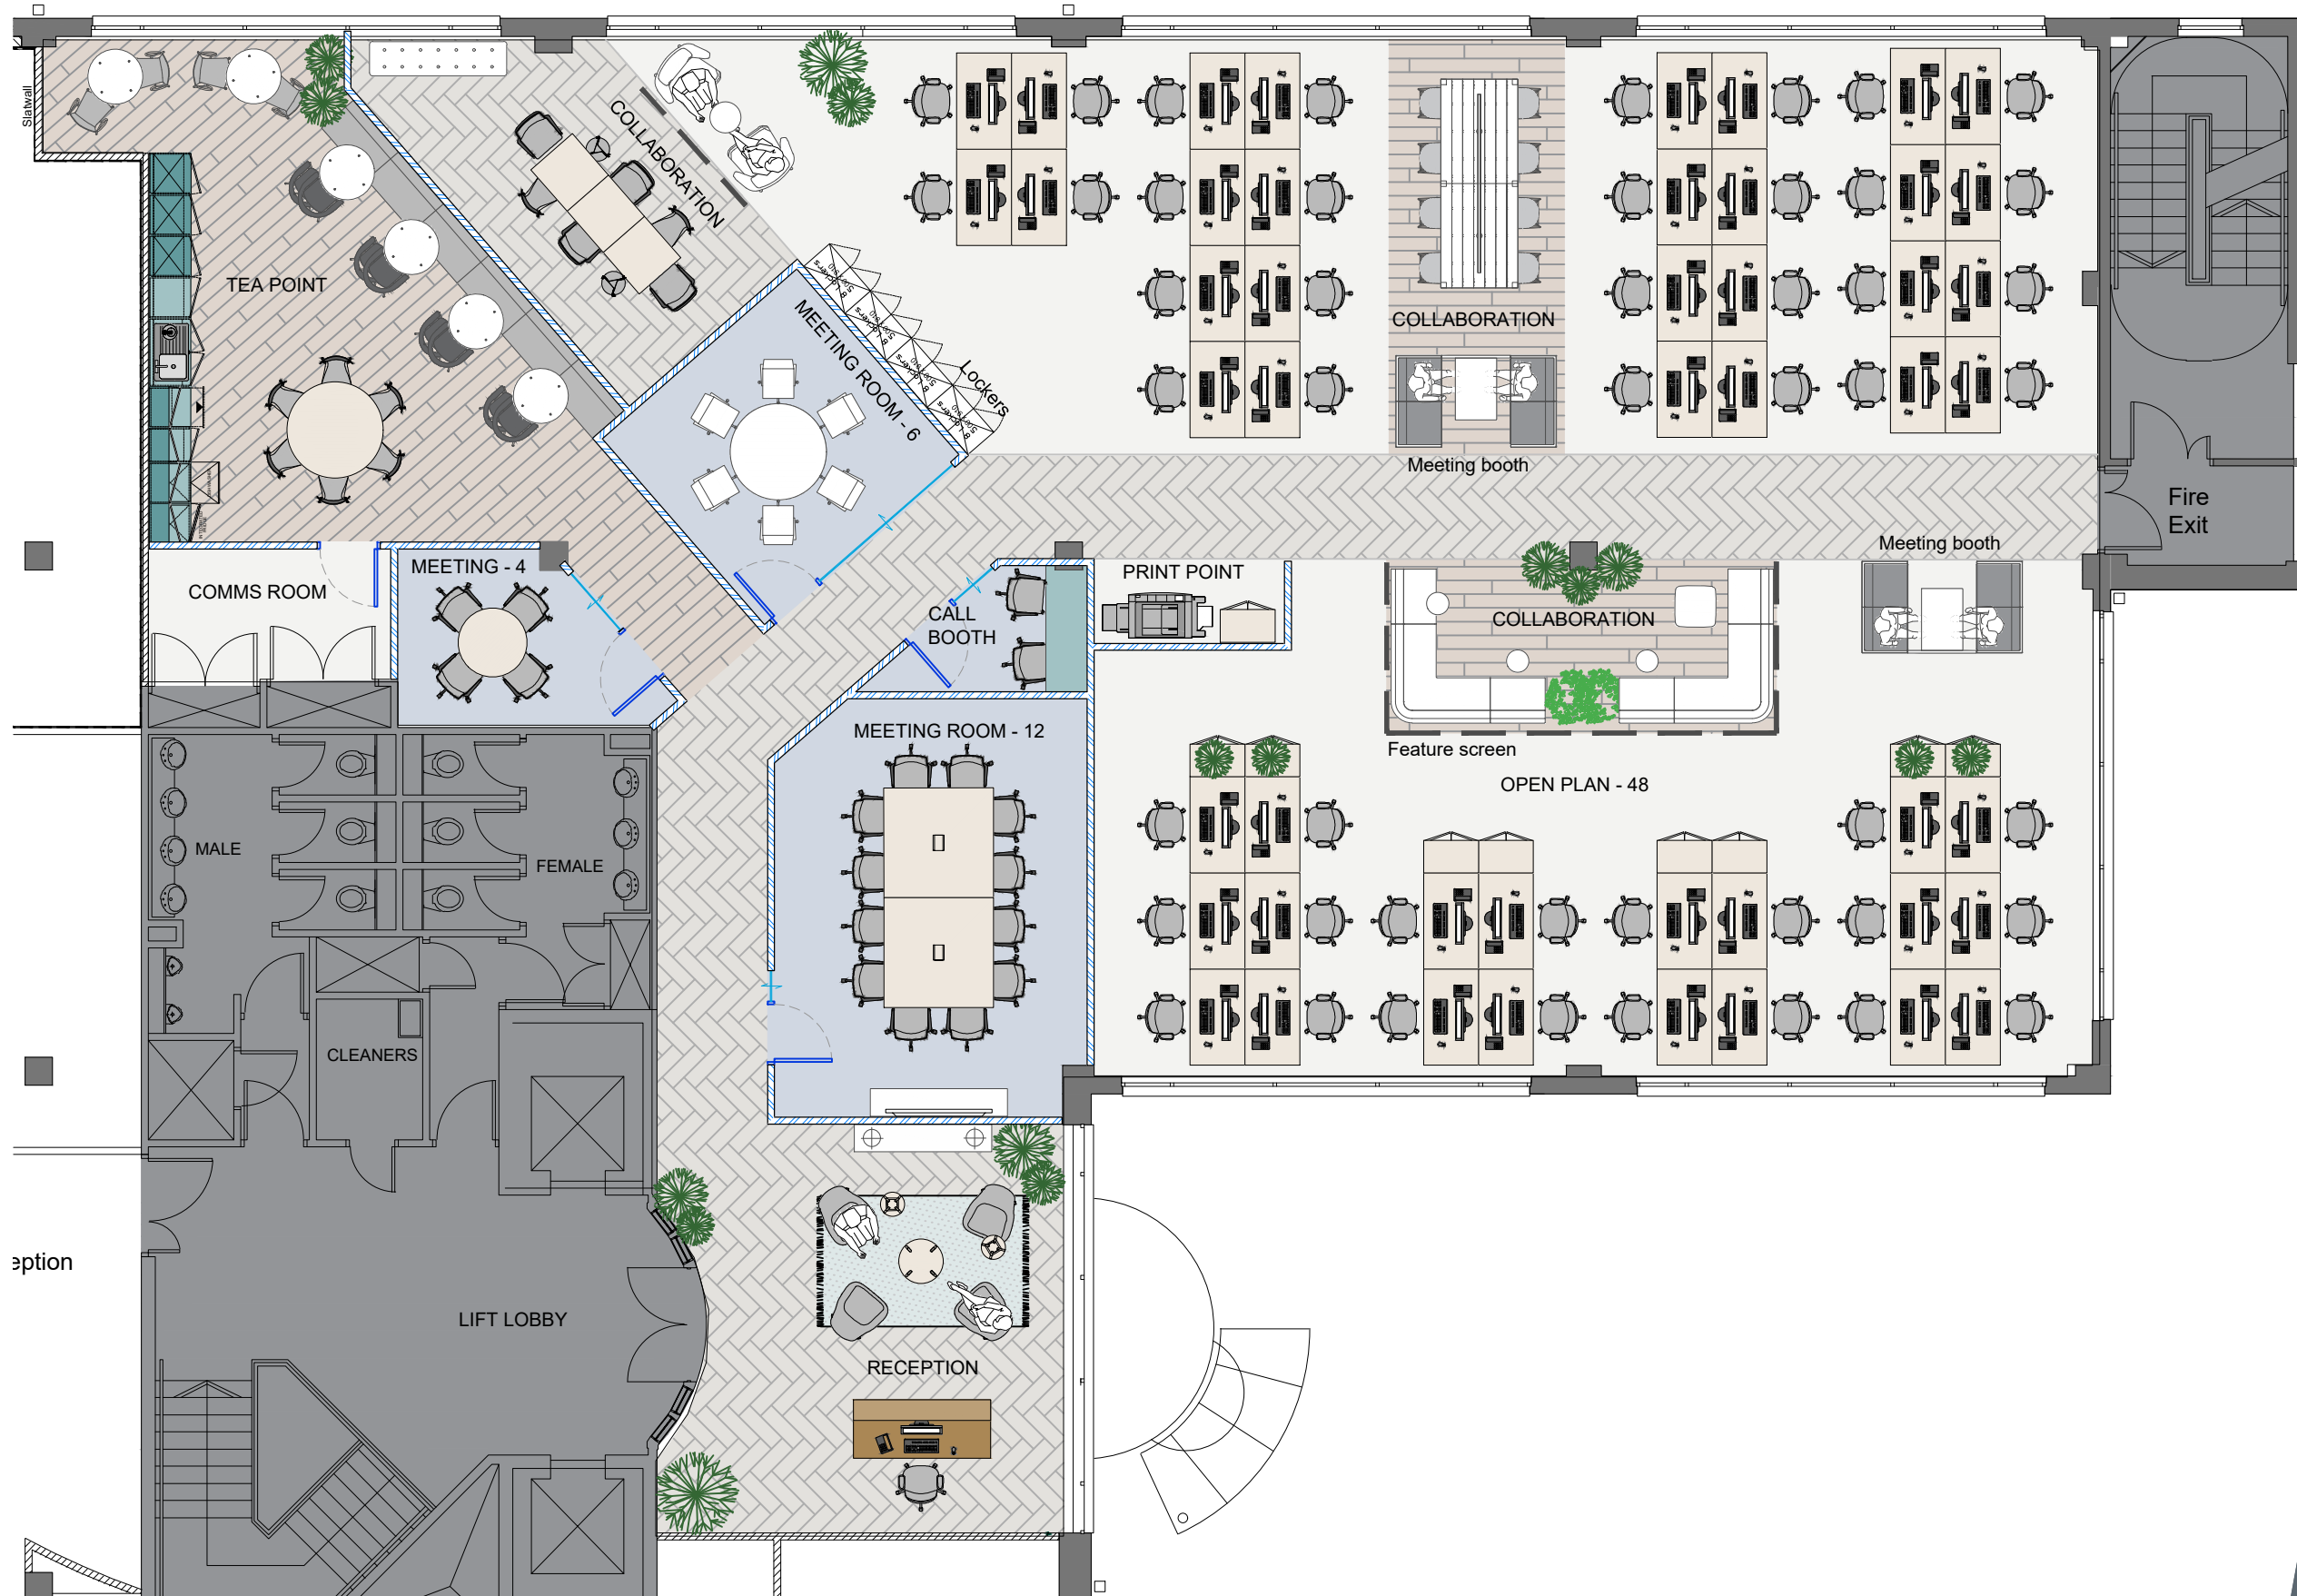 Slatwall
COLLABORATION
TEA POINT
MEETING ROOM - 6
Lockers
COLLABORATION
Meeting booth
Fire
Exit
Meeting booth
MEETING - 4
COMMS ROOM
CALL
BOOTH
PRINT POINT
COLLABORATION
Feature screen
OPEN PLAN - 48
MEETING ROOM - 12
MALE
FEMALE
CLEANERS
eption
LIFT LOBBY
RECEPTION